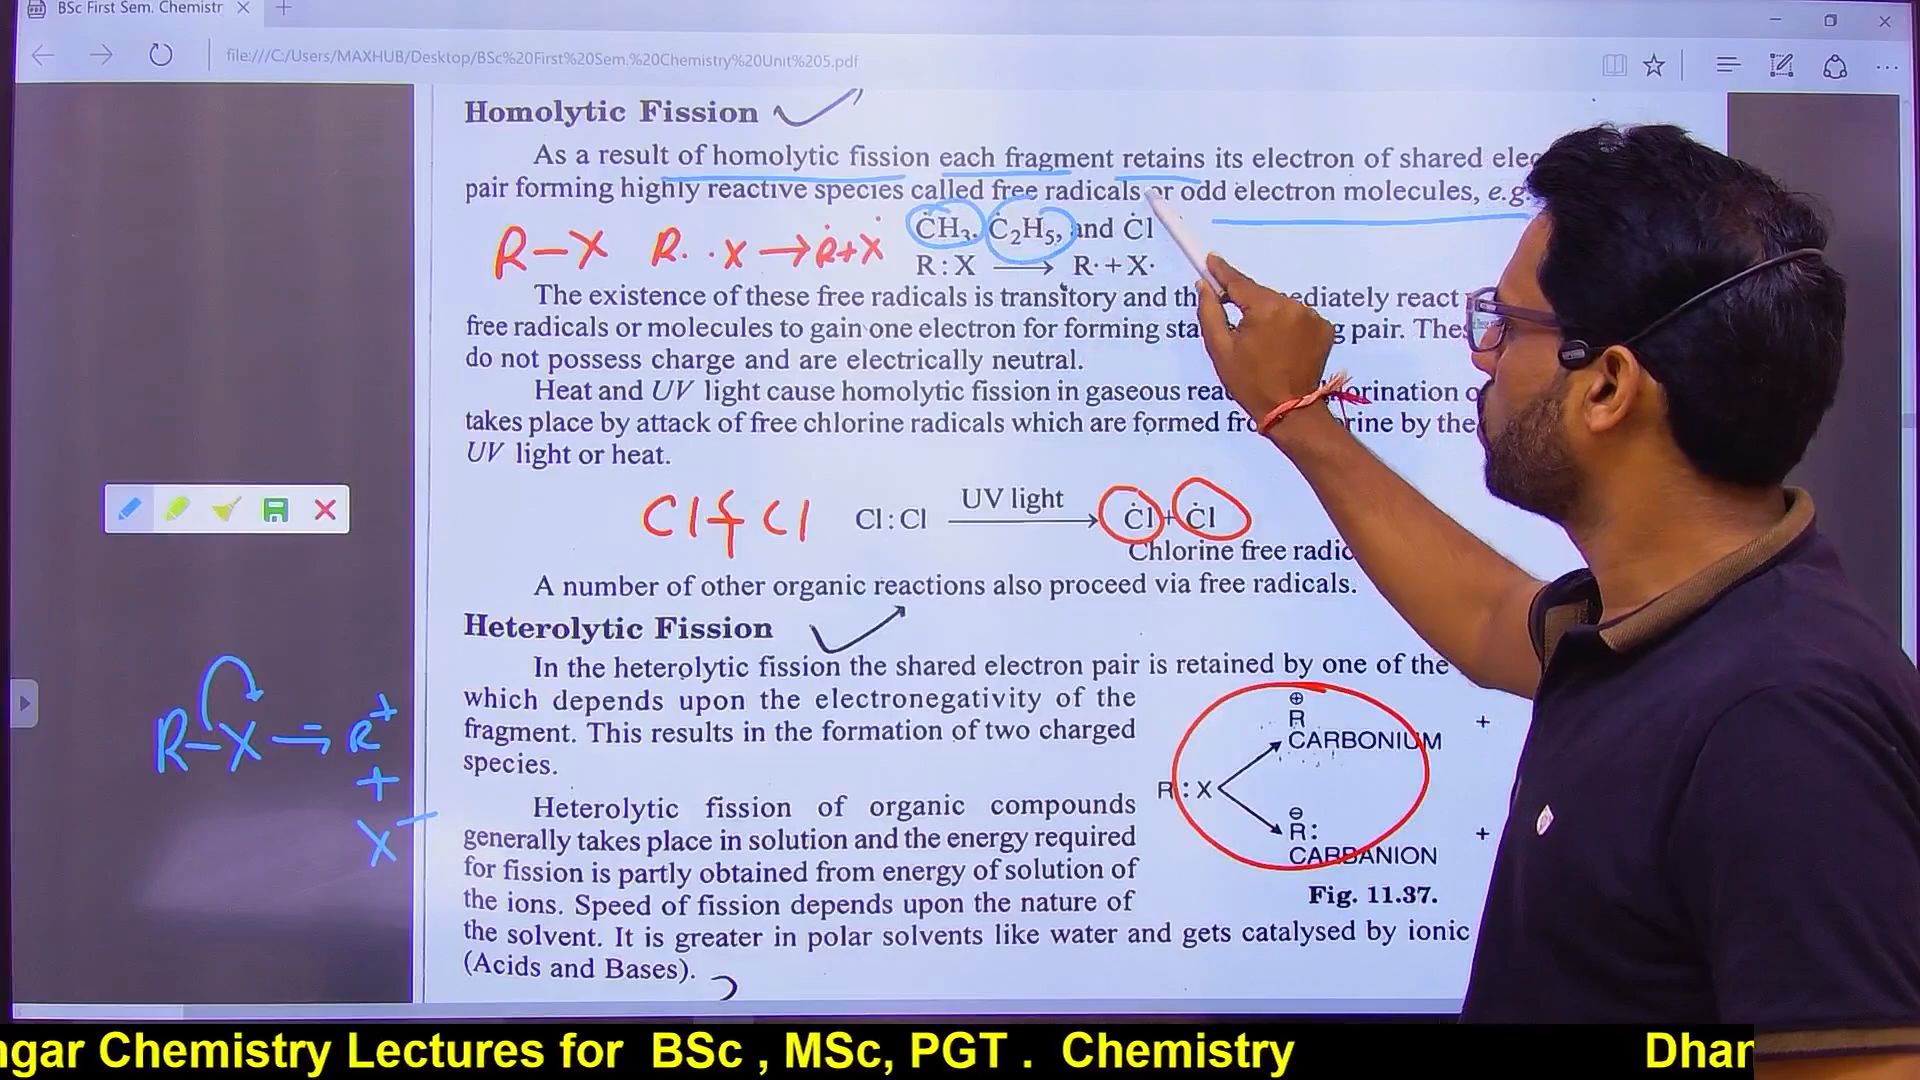 BSc First Sem. Chemistr
file:///C:/Users/MAXHUB/Desktop/BSc%20First%20Sem.%20Chemistry%20Unit%205.pdf
Homolytic Fission
As a result of homolytic fission each fragment retains its electron of shared elec
pair forming highly reactive species called free radicals or odd electron molecules, e.g.
ĊH₃. Ċ₂H₅, and Ċl
R – X R· ·X → Ṙ + Ẋ
R : X ⟶ R· + X·
The existence of these free radicals is transitory and th ediately react
free radicals or molecules to gain one electron for forming sta g pair. Thes
do not possess charge and are electrically neutral.
Heat and UV light cause homolytic fission in gaseous rea orination o
takes place by attack of free chlorine radicals which are formed fro rine by the
UV light or heat.
Cl Cl
UV light
Cl : Cl ⟶ Ċl + Ċl
Chlorine free radic
A number of other organic reactions also proceed via free radicals.
Heterolytic Fission
In the heterolytic fission the shared electron pair is retained by one of the
which depends upon the electronegativity of the
fragment. This results in the formation of two charged
species.
Heterolytic fission of organic compounds
generally takes place in solution and the energy required
for fission is partly obtained from energy of solution of
the ions. Speed of fission depends upon the nature of
the solvent. It is greater in polar solvents like water and gets catalysed by ionic
(Acids and Bases).
⊕
R +
CARBONIUM
R : X
⊖
R: +
CARBANION
Fig. 11.37.
R – X → R⁺
+
X⁻
ngar Chemistry Lectures for BSc , MSc, PGT . Chemistry Dhan